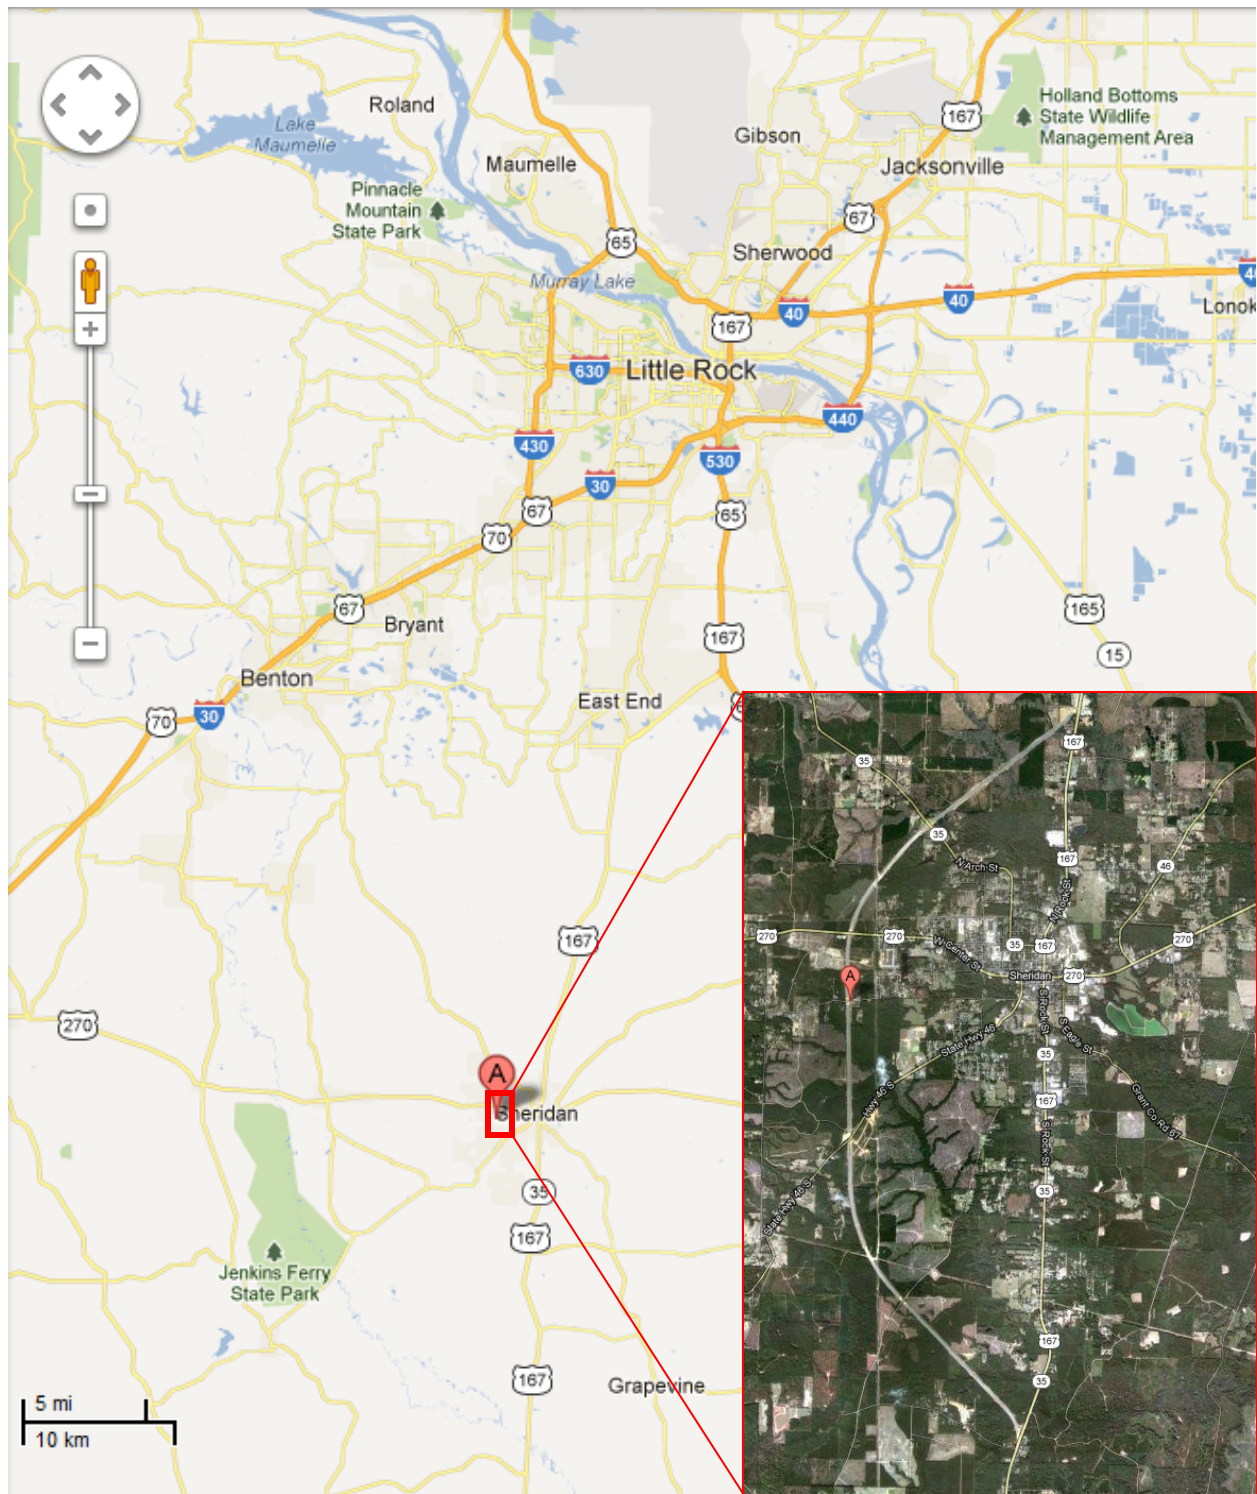 Roland
Lake
Maumelle
Maumelle
Gibson
167
Holland Bottoms
State Wildlife
Management Area
Jacksonville
Pinnacle
Mountain
State Park
65
67
Sherwood
Murray Lake
40
40
Lonok
167
40
630
Little Rock
440
430
530
30
67
65
70
67
Bryant
167
165
15
Benton
East End
70
30
167
270
A
Sheridan
35
167
Jenkins Ferry
State Park
167
Grapevine
5 mi
10 km
167
35
35
N Arch St
167
46
N Rock St
270
270
W Center St
35
167
270
Sheridan
270
A
S Rock St
S Eagle St
State Hwy 46
35
Hwy 46 S
167
Grant Co Rd 67
S Rock St
State Hwy 46 S
35
167
35